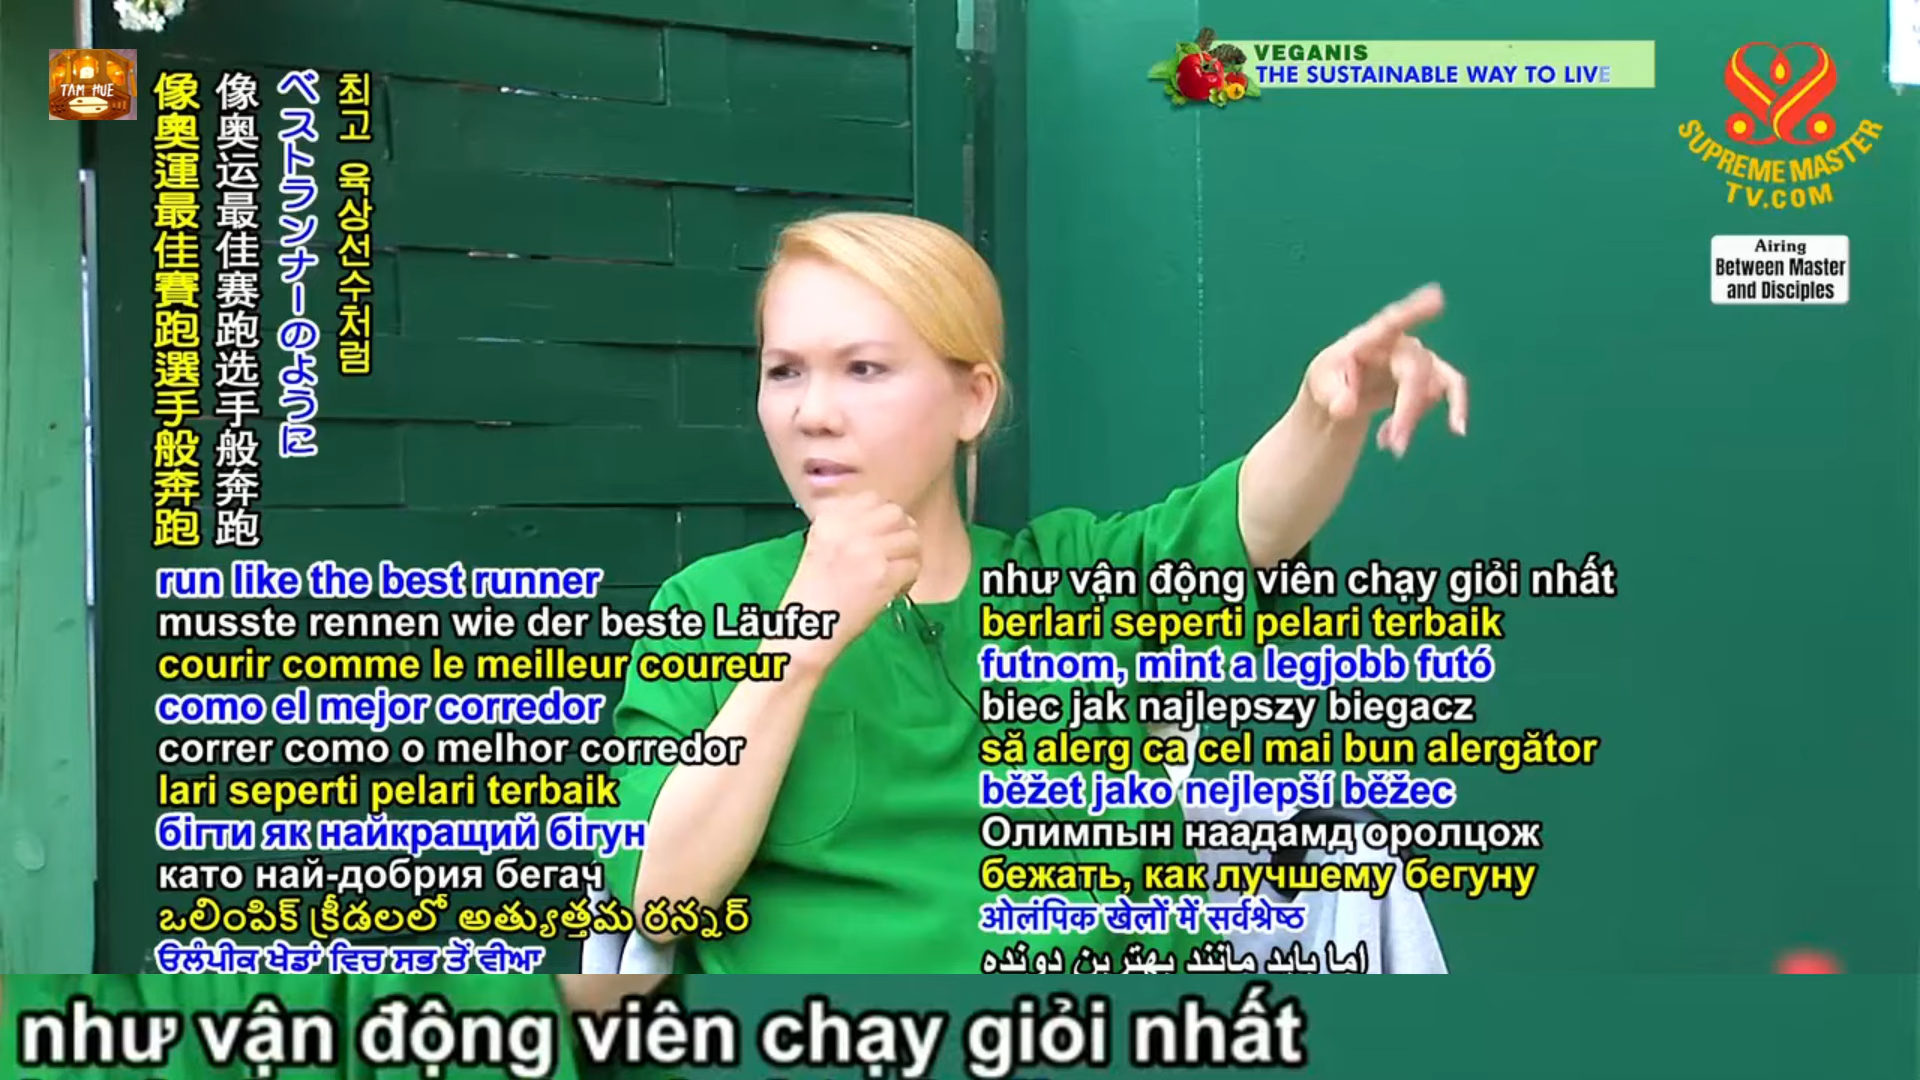 TAM HUE
VEGANIS
THE SUSTAINABLE WAY TO LIVE
SUPREME MASTER
TV.COM
Airing
Between Master
and Disciples
최고 육상선수처럼
ベストランナーのように
像奥运最佳赛跑选手般奔跑
像奧運最佳賽跑選手般奔跑
run like the best runner
musste rennen wie der beste Läufer
courir comme le meilleur coureur
como el mejor corredor
correr como o melhor corredor
lari seperti pelari terbaik
бігти як найкращий бігун
като най-добрия бегач
ఒలింపిక్ క్రీడలలో అత్యుత్తమ రన్నర్
ਓਲੰਪੀਕ ਖੇਡਾਂ ਵਿਚ ਸਭ ਤੋਂ ਵੀਆ
như vận động viên chạy giỏi nhất
berlari seperti pelari terbaik
futnom, mint a legjobb futó
biec jak najlepszy biegacz
să alerg ca cel mai bun alergător
běžet jako nejlepší běžec
Олимпын наадамд оролцож
бежать, как лучшему бегуну
ओलंपिक खेलों में सर्वश्रेष्ठ
اما باید مانند بهترین دونده
như vận động viên chạy giỏi nhất